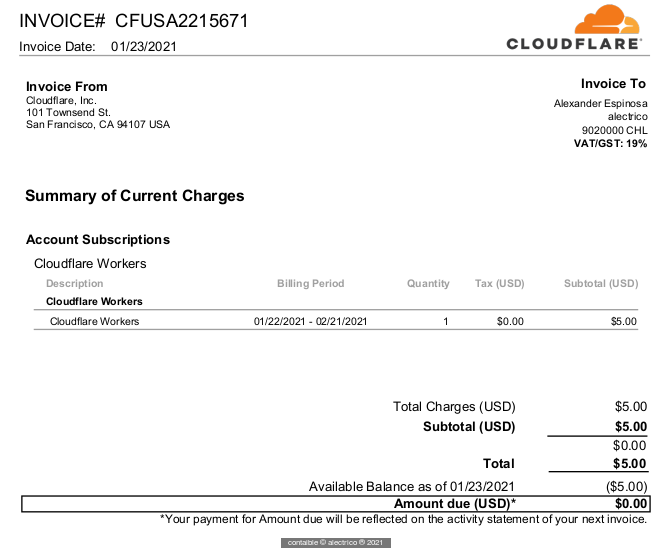 INVOICE# CFUSA2215671
Invoice Date: 01/23/2021
CLOUDFLARE
Invoice From
Cloudflare, Inc.
101 Townsend St.
San Francisco, CA 94107 USA
Invoice To
Alexander Espinosa
alectrico
9020000 CHL
VAT/GST: 19%
Summary of Current Charges
Account Subscriptions
Cloudflare Workers
Description Billing Period Quantity Tax (USD) Subtotal (USD)
Cloudflare Workers
Cloudflare Workers 01/22/2021 - 02/21/2021 1 $0.00 $5.00
Total Charges (USD) $5.00
Subtotal (USD) $5.00
$0.00
Total $5.00
Available Balance as of 01/23/2021 ($5.00)
Amount due (USD)* $0.00
*Your payment for Amount due will be reflected on the activity statement of your next invoice.
contaible © alectrico ® 2021